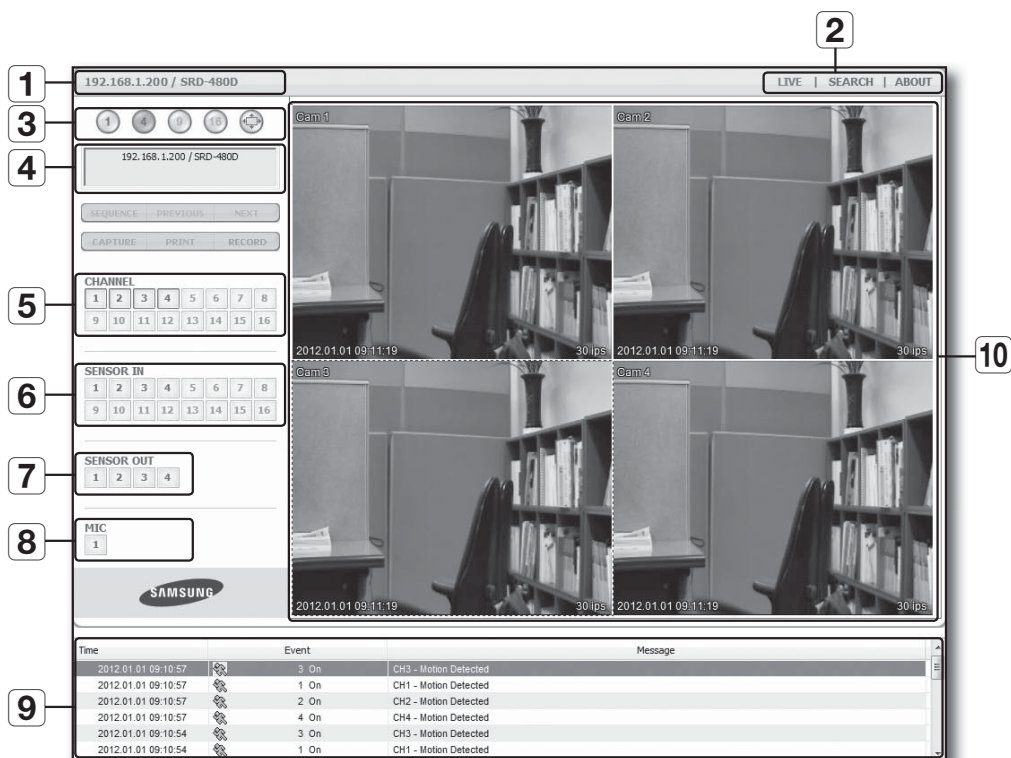 2
1
192.168.1.200 / SRD-480D
LIVE | SEARCH | ABOUT
3
1 4 9 16
4
192.168.1.200 / SRD-480D
SEQUENCE PREVIOUS NEXT
CAPTURE PRINT RECORD
5
CHANNEL
1 2 3 4 5 6 7 8
9 10 11 12 13 14 15 16
6
SENSOR IN
1 2 3 4 5 6 7 8
9 10 11 12 13 14 15 16
7
SENSOR OUT
1 2 3 4
8
MIC
1
SAMSUNG
Cam 1
2012.01.01 09:11:19 30 ips
Cam 2
2012.01.01 09:11:19 30 ips
Cam 3
2012.01.01 09:11:19 30 ips
Cam 4
2012.01.01 09:11:19 30 ips
10
9
Time Event Message
2012.01.01 09:10:57 3 On CH3 - Motion Detected
2012.01.01 09:10:57 1 On CH1 - Motion Detected
2012.01.01 09:10:57 2 On CH2 - Motion Detected
2012.01.01 09:10:57 4 On CH4 - Motion Detected
2012.01.01 09:10:54 3 On CH3 - Motion Detected
2012.01.01 09:10:54 1 On CH1 - Motion Detected